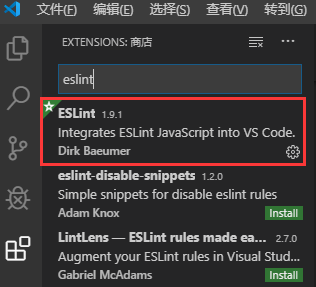 文件(F) 编辑(E) 选择(S) 查看(V) 转到(G)
EXTENSIONS: 商店
eslint
ESLint 1.9.1
Integrates ESLint JavaScript into VS Code.
Dirk Baeumer
eslint-disable-snippets 1.2.0
Simple snippets for disable eslint rules
Adam Knox Install
LintLens — ESLint rules made ea... 2.7.0
Augment your ESLint rules in Visual Stud...
Gabriel McAdams Install